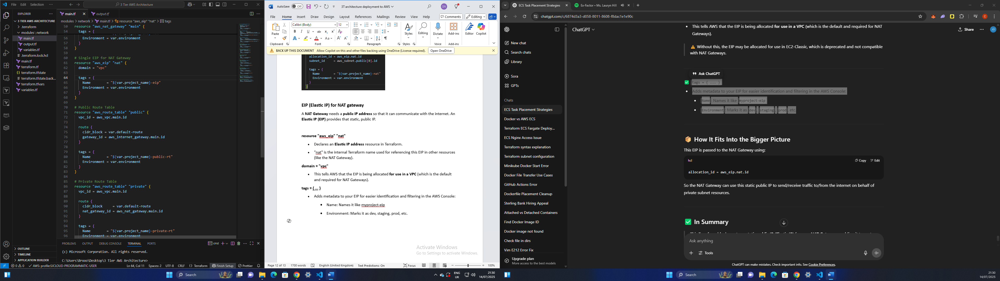 File Edit Selection ··· 3 Tier AWS Architecture
EXPLORER
3 TIER AWS ARCHITECTURE
.terraform
modules \ network
main.tf
output.tf
variables.tf
.terraform.lock.hcl
main.tf
terraform.tf
terraform.tfstate
terraform.tfstate.back...
terraform.tfvars
variables.tf
OUTLINE
TIMELINE
APPLICATION BUILDER
main.tf output.tf
modules > network > main.tf > resource "aws_eip" "nat" > tags
50 resource "aws_nat_gateway" "main" {
54 tags = {
56 Environment = var.environment
57 }
58 }
59
60 # Single EIP for NAT Gateway
61 resource "aws_eip" "nat" {
62 domain = "vpc"
63
64 tags = {
65 Name = "${var.project_name}-eip"
66 Environment = var.environment
67 }
68 }
69
70 # Public Route Table
71 resource "aws_route_table" "public" {
72 vpc_id = aws_vpc.main.id
73
74 route {
75 cidr_block = var.default-route
76 gateway_id = aws_internet_gateway.main.id
77 }
78
79 tags = {
80 Name = "${var.project_name}-public-rt"
81 Environment = var.environment
82 }
83 }
84
85 # Private Route Table
86 resource "aws_route_table" "private" {
87 vpc_id = aws_vpc.main.id
88
89 route {
90 cidr_block = var.default-route
91 nat_gateway_id = aws_nat_gateway.main.id
92 }
93
94 tags = {
95 Name = "${var.project_name}-private-rt"
96 Environment = var.environment
PROBLEMS OUTPUT DEBUG CONSOLE TERMINAL PORTS cmd
(c) Microsoft Corporation. All rights reserved.
C:\Users\Brooo\Desktop\3 Tier AWS Architecture>
0 0 AWS: profile:SJCLOUD-PROGRAMMATIC-USER Ln 64, Col 11 Spaces: 2 UTF-8 CRLF {} Terraform Finish Setup Prettier
AutoSave Off 3T architecture deployment to AWS SN
File Home Insert Draw Design Layout References Mailings Review View Help Comments Editing
Paste Calibri (Body) 12 Styles Editing Dictate Add-ins Editor Copilot
Clipboard Font Paragraph Styles Voice Add-ins
BACK UP THIS DOCUMENT Allow Copilot on this and other files backing using OneDrive (License required). Open OneDrive
allocation_id = aws_eip.nat.id
subnet_id = aws_subnet.public[0].id
tags = {
Name = "${var.project_name}-nat"
Environment = var.environment
}
}
EIP (Elastic IP) for NAT gateway
A NAT Gateway needs a public IP address so that it can communicate with the internet. An
Elastic IP (EIP) provides that static, public IP.
resource "aws_eip" "nat"
• Declares an Elastic IP address resource in Terraform.
• "nat" is the internal Terraform name used for referencing this EIP in other resources
(like the NAT Gateway).
domain = "vpc"
• This tells AWS that the EIP is being allocated for use in a VPC (which is the default
and required for NAT Gateways).
tags = { ... }
• Adds metadata to your EIP for easier identification and filtering in the AWS Console:
• Name: Names it like myproject-eip
• Environment: Marks it as dev, staging, prod, etc.
Activate Windows
Go to Settings to activate Windows.
Page 12 of 13 1700 words English (United Kingdom) Text Predictions: On Focus 100%
Search ENG UK 21:30 14/07/2025
ECS Task Placement Strategies Ex-Factor • Ms. Lauryn Hill
chatgpt.com/c/6874d3a3-d058-8011-8608-f8dac1e1e90c
New chat
Search chats
Library
Sora
GPTs
Chats
ECS Task Placement Strategies
Docker vs AWS ECS
Terraform ECS Fargate Deploy...
ECS Nginx Access Issue
Terraform syntax explanation
Terraform subnet configuration
Minikube Docker Start Error
Docker File Transfer Use Cases
GitHub Actions Error
Dockerfile Placement Cleanup
Sterling Bank Hiring Appeal
Attached vs Detached Containers
Find Docker Image ID
Docker image not found
Check file in dirs
Vim E212 Error Fix
Upgrade plan
More access to the best models
ChatGPT Share JO
• This tells AWS that the EIP is being allocated for use in a VPC (which is the default and required for NAT
Gateways).
⚠️ Without this, the EIP may be allocated for use in EC2-Classic, which is deprecated and not compatible
with NAT Gateways.
Ask ChatGPT
✅ tags = { ... }
• Adds metadata to your EIP for easier identification and filtering in the AWS Console:
• Name: Names it like myproject-eip
• Environment: Marks it as dev, staging, prod, etc.
📦 How It Fits Into the Bigger Picture
This EIP is passed to the NAT Gateway using:
hcl Copy Edit
allocation_id = aws_eip.nat.id
So the NAT Gateway can use this static public IP to send/receive traffic to/from the internet on behalf of
private subnet resources.
✅ In Summary
Ask anything
Tools
ChatGPT can make mistakes. Check important info. See Cookie Preferences.
Search 21:30 14/07/2025